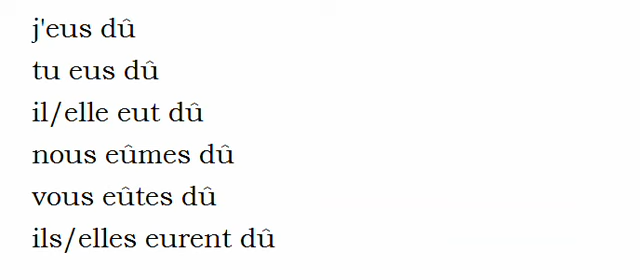 j'eus dû
tu eus dû
il/elle eut dû
nous eûmes dû
vous eûtes dû
ils/elles eurent dû